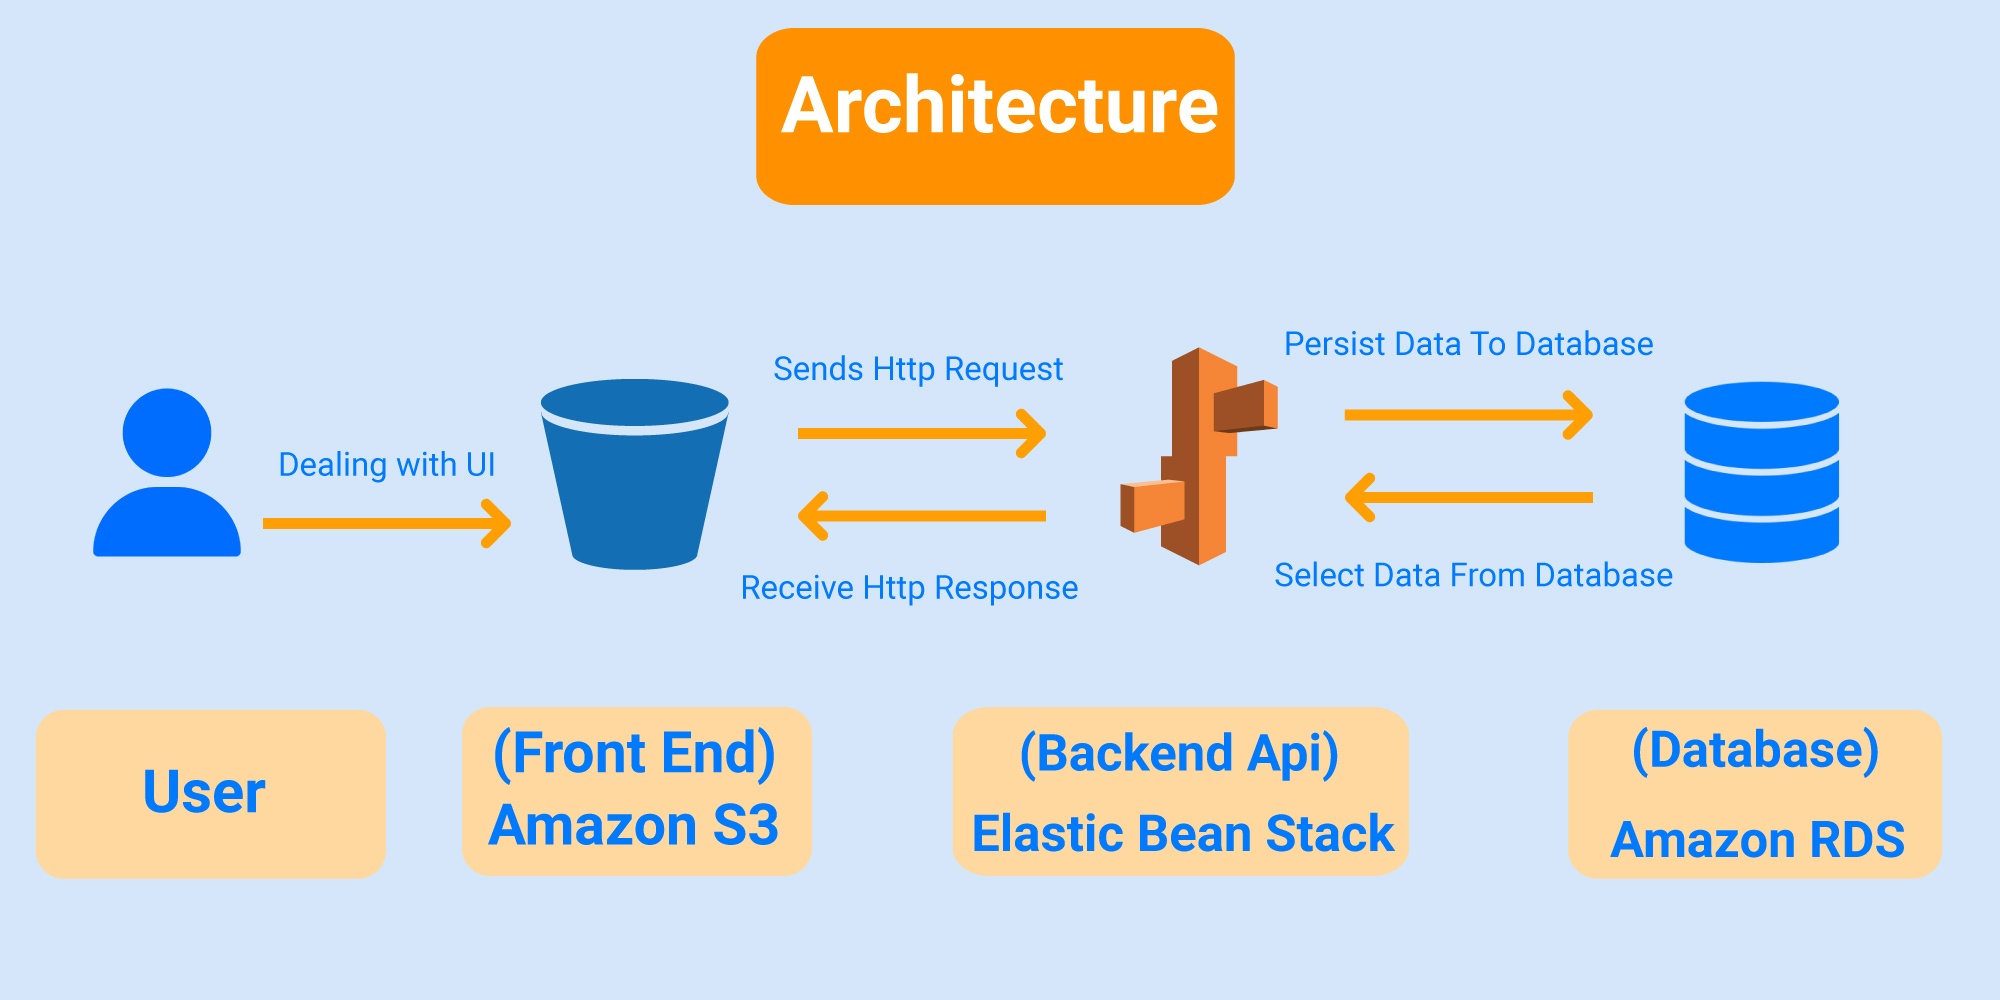 Architecture
Persist Data To Database
Sends Http Request
Dealing with UI
Select Data From Database
Receive Http Response
User
(Front End)
Amazon S3
(Backend Api)
Elastic Bean Stack
(Database)
Amazon RDS